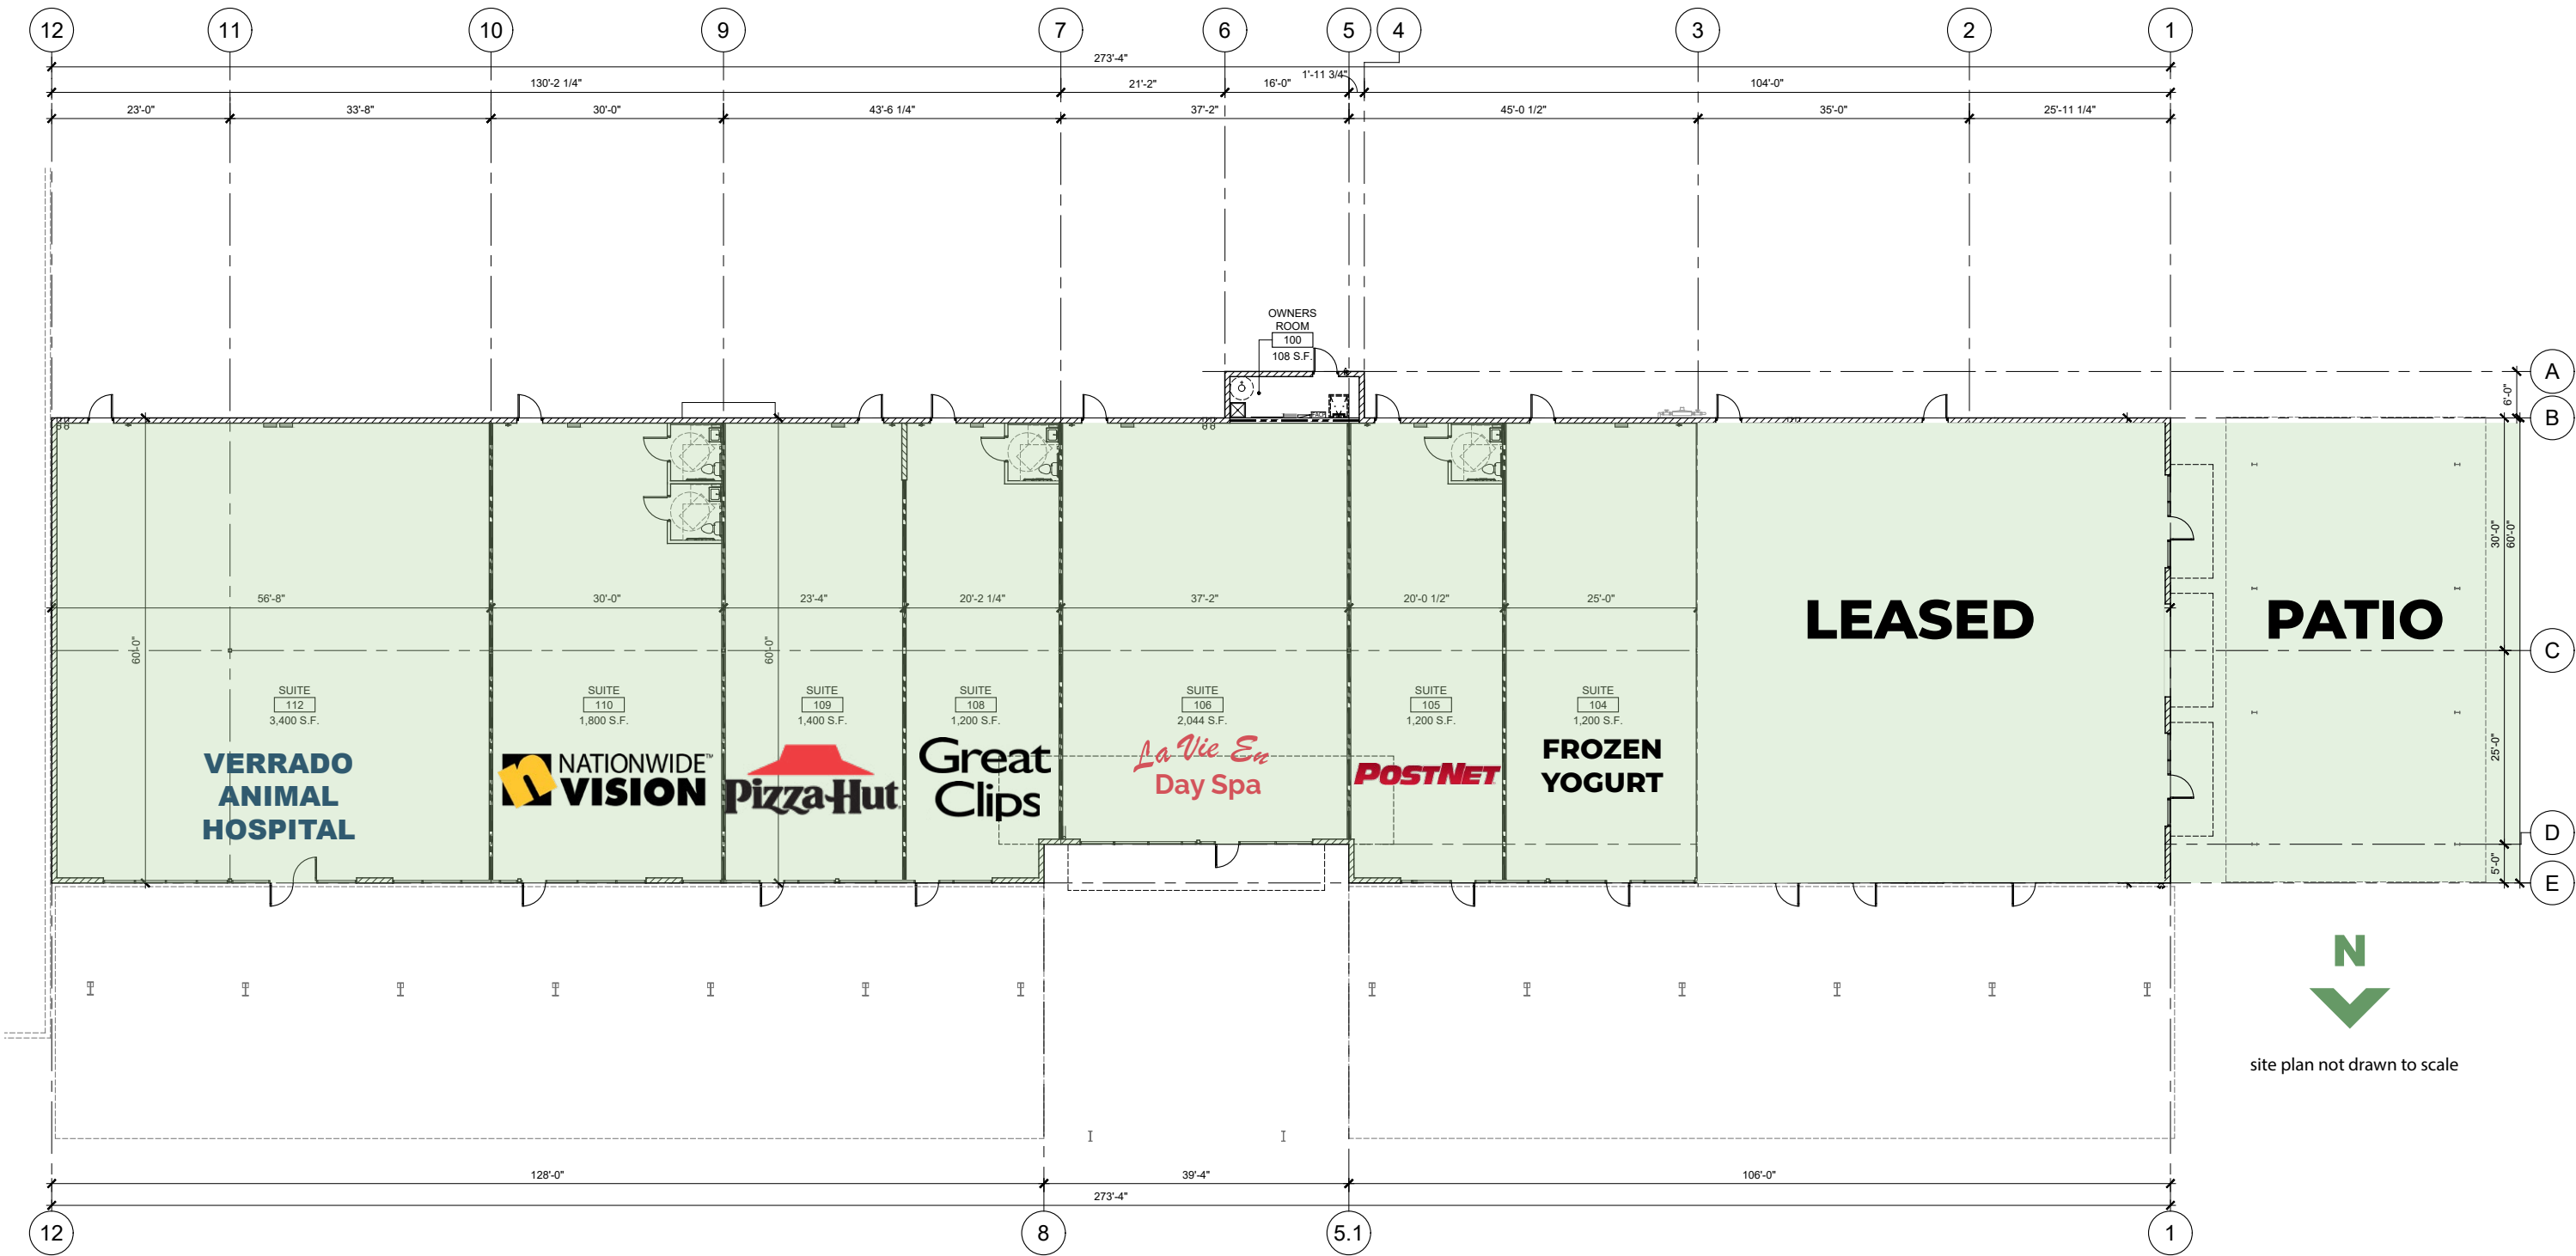 12 11 10 9 7 6 5 4 3 2 1
273'-4"
130'-2 1/4" 21'-2" 16'-0" 1'-11 3/4" 104'-0"
23'-0" 33'-8" 30'-0" 43'-6 1/4" 37'-2" 45'-0 1/2" 35'-0" 25'-11 1/4"
OWNERS
ROOM
100
108 S.F.
A
6'-0"
B
30'-0"
60'-0"
56'-8" 30'-0" 23'-4" 20'-2 1/4" 37'-2" 20'-0 1/2" 25'-0"
LEASED
PATIO
60'-0"
60'-0"
C
SUITE
112
3,400 S.F.
VERRADO
ANIMAL
HOSPITAL
SUITE
110
1,800 S.F.
n NATIONWIDE™
VISION
SUITE
109
1,400 S.F.
Pizza Hut
SUITE
108
1,200 S.F.
Great
Clips
SUITE
106
2,044 S.F.
La Vie En
Day Spa
SUITE
105
1,200 S.F.
POSTNET
SUITE
104
1,200 S.F.
FROZEN
YOGURT
25'-0"
D
5'-0"
E
N
site plan not drawn to scale
128'-0" 39'-4" 106'-0"
273'-4"
12 8 5.1 1